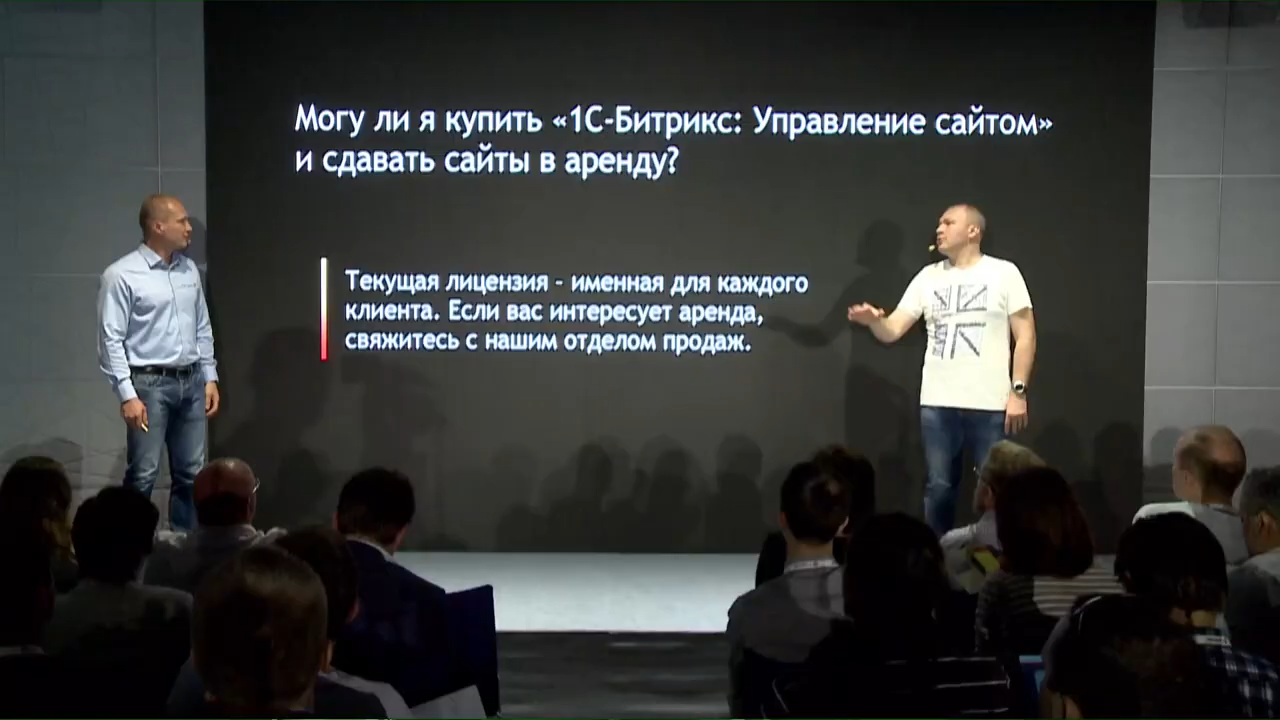 Могу ли я купить «1С-Битрикс: Управление сайтом»
и сдавать сайты в аренду?
Текущая лицензия - именная для каждого
клиента. Если вас интересует аренда,
свяжитесь с нашим отделом продаж.